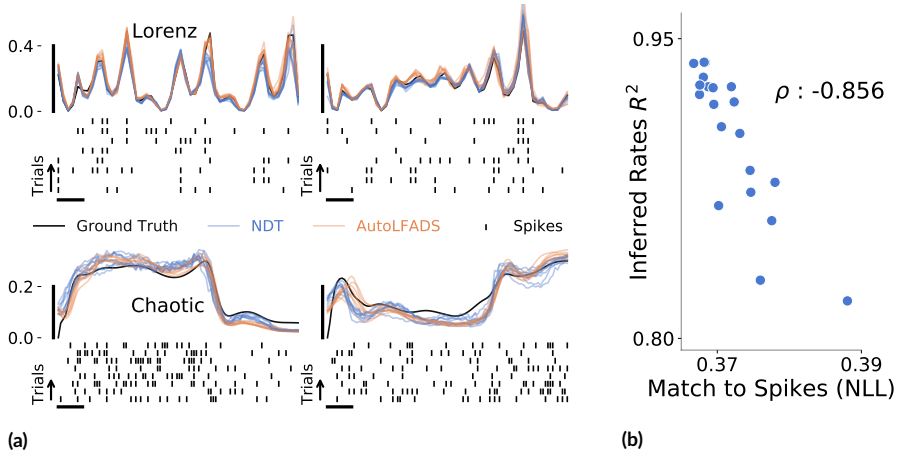 Lorenz
0.4
0.0
Trials
Trials
Ground Truth NDT AutoLFADS Spikes
0.2
Chaotic
0.0
Trials
Trials
(a)
0.95
ρ : -0.856
Inferred Rates R²
0.80
0.37 0.39
Match to Spikes (NLL)
(b)